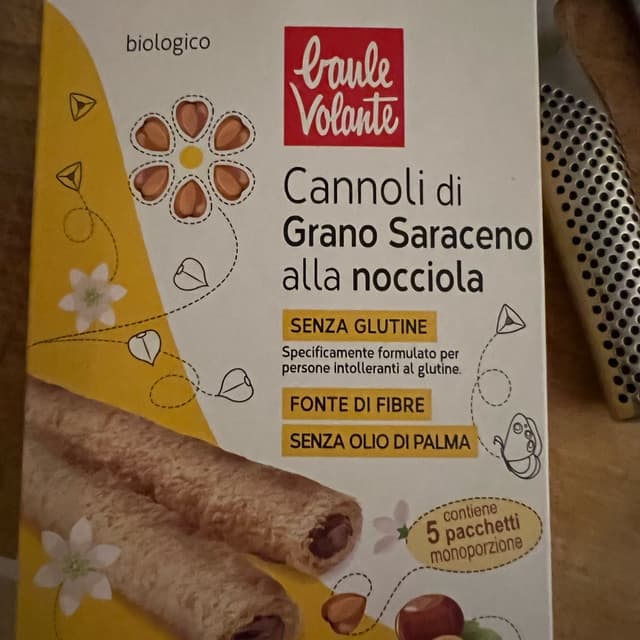 biologico
baule
volante
Cannoli di
Grano Saraceno
alla nocciola
SENZA GLUTINE
Specificamente formulato per
persone intolleranti al glutine.
FONTE DI FIBRE
SENZA OLIO DI PALMA
contiene
5 pacchetti
monoporzione